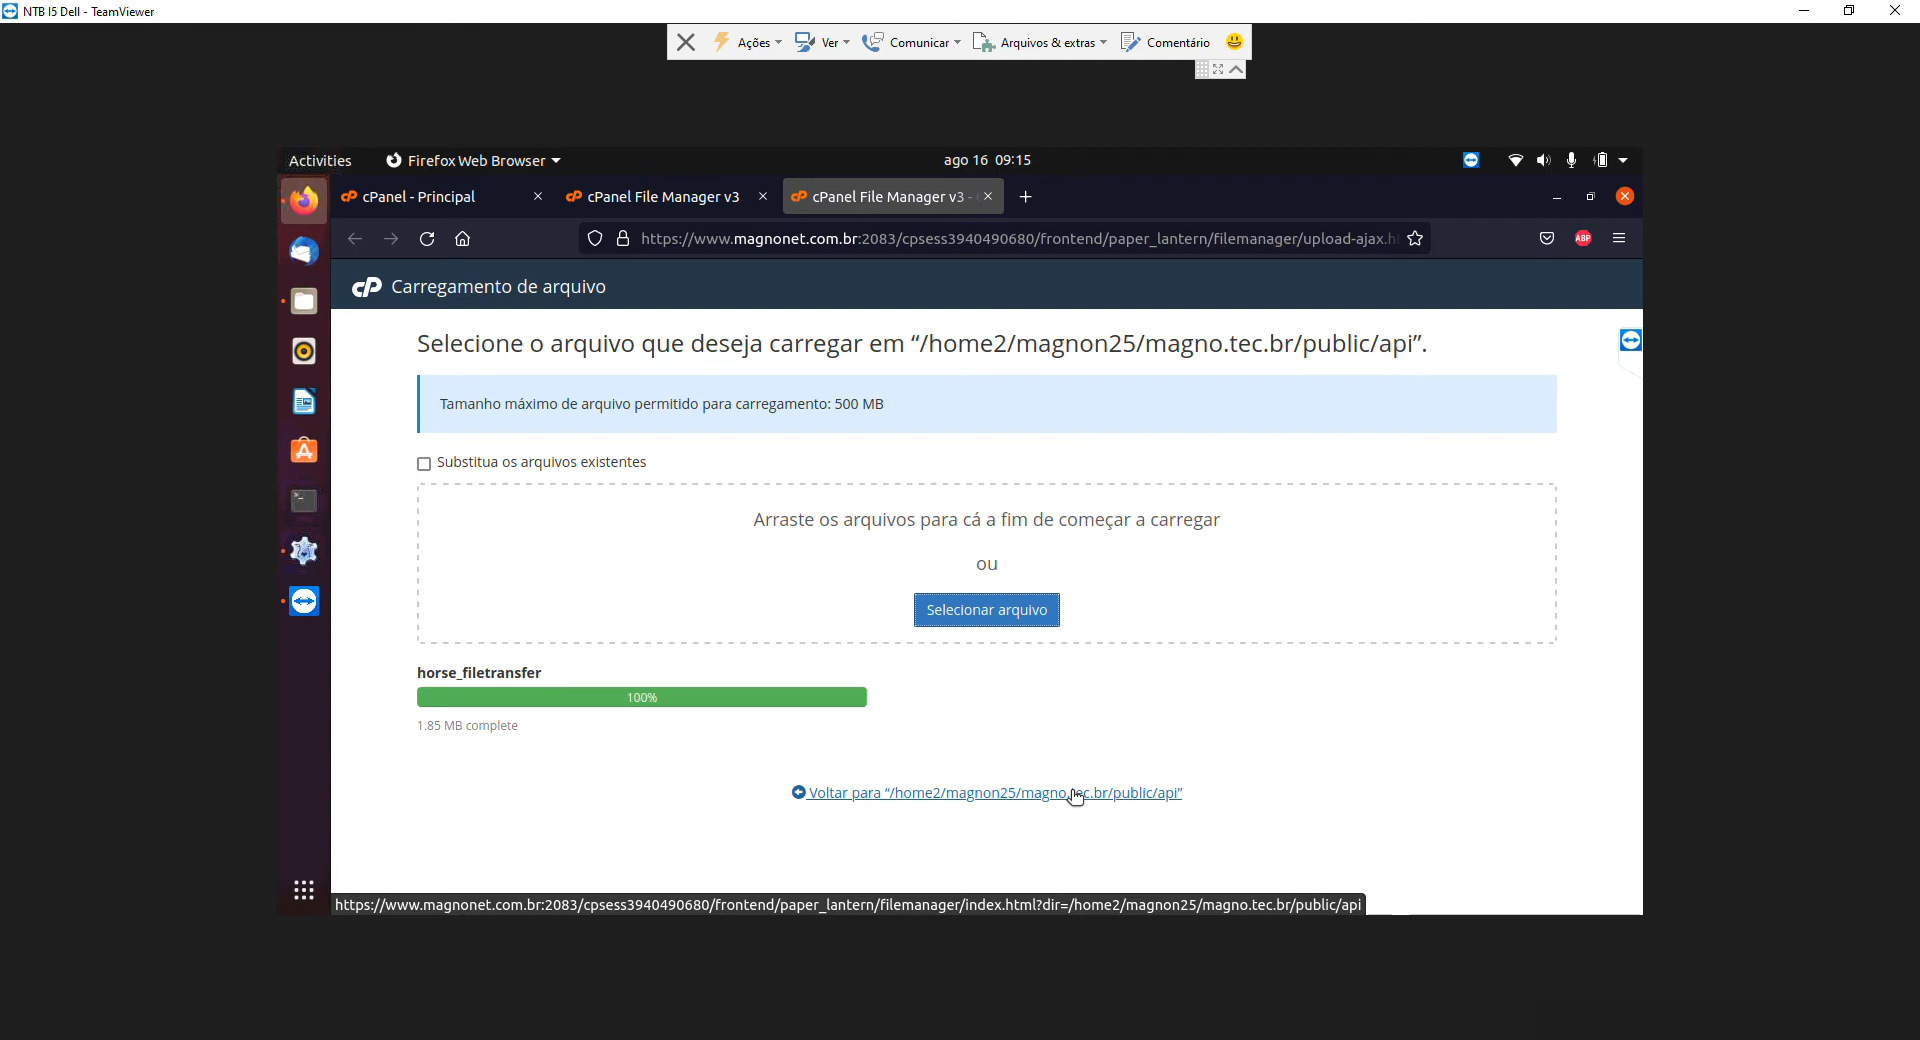 NTB I5 Dell - TeamViewer
Ações
Ver
Comunicar
Arquivos & extras
Comentário
Activities
Firefox Web Browser
ago 16 09:15
cPanel - Principal
cPanel File Manager v3
cPanel File Manager v3 -
https://www.magnonet.com.br:2083/cpsess3940490680/frontend/paper_lantern/filemanager/upload-ajax.h
ABP
cP Carregamento de arquivo
Selecione o arquivo que deseja carregar em “/home2/magnon25/magno.tec.br/public/api”.
Tamanho máximo de arquivo permitido para carregamento: 500 MB
Substitua os arquivos existentes
Arraste os arquivos para cá a fim de começar a carregar
ou
Selecionar arquivo
horse_filetransfer
100%
1.85 MB complete
Voltar para “/home2/magnon25/magno.tec.br/public/api”
https://www.magnonet.com.br:2083/cpsess3940490680/frontend/paper_lantern/filemanager/index.html?dir=/home2/magnon25/magno.tec.br/public/api